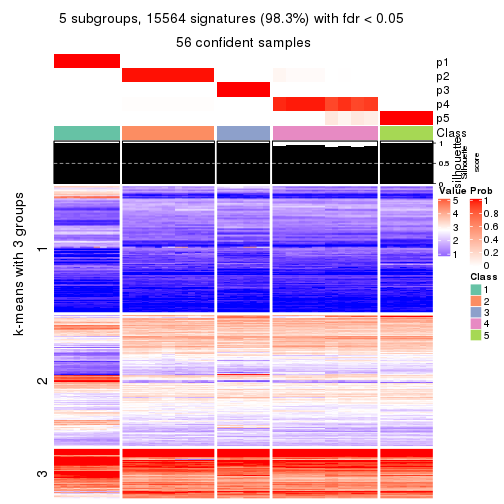 5 subgroups, 15564 signatures (98.3%) with fdr < 0.05
56 confident samples
p1
p2
p3
p4
p5
Class
1
0.5
0
silhouette
Silhouette
score
k-means with 3 groups
1
2
3
Value
5
4
3
2
1
Prob
1
0.8
0.6
0.4
0.2
0
Class
1
2
3
4
5